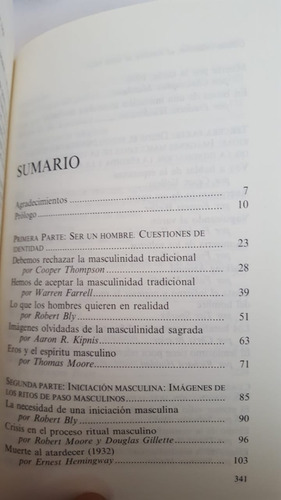 SUMARIO
Agradecimientos 7
Prólogo 10
PRIMERA PARTE: SER UN HOMBRE. CUESTIONES DE
IDENTIDAD 23
Debemos rechazar la masculinidad tradicional
por Cooper Thompson 28
Hemos de aceptar la masculinidad tradicional
por Warren Farrell 39
Lo que los hombres quieren en realidad
por Robert Bly 51
Imágenes olvidadas de la masculinidad sagrada
por Aaron R. Kipnis 63
Eros y el espíritu masculino
por Thomas Moore 71
SEGUNDA PARTE: INICIACIÓN MASCULINA: IMÁGENES DE
LOS RITOS DE PASO MASCULINOS 85
La necesidad de una iniciación masculina
por Robert Bly 90
Crisis en el proceso ritual masculino
por Robert Moore y Douglas Gillette 96
Muerte al atardecer (1932)
por Ernest Hemingway 103
341